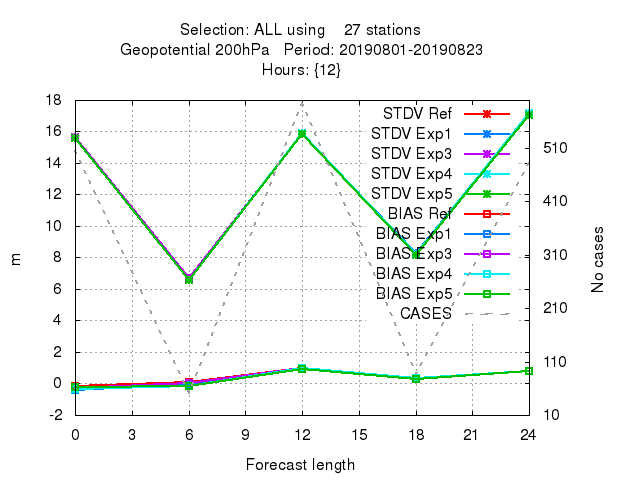 Selection: ALL using    27 stations
Geopotential 200hPa   Period: 20190801-20190823
Hours: {12}
18
16
14
12
10
8
6
4
2
0
-2
m
STDV Ref
STDV Exp1
STDV Exp3
STDV Exp4
STDV Exp5
BIAS Ref
BIAS Exp1
BIAS Exp3
BIAS Exp4
BIAS Exp5
CASES
510
410
310
210
110
10
No cases
0 3 6 9 12 15 18 21 24
Forecast length